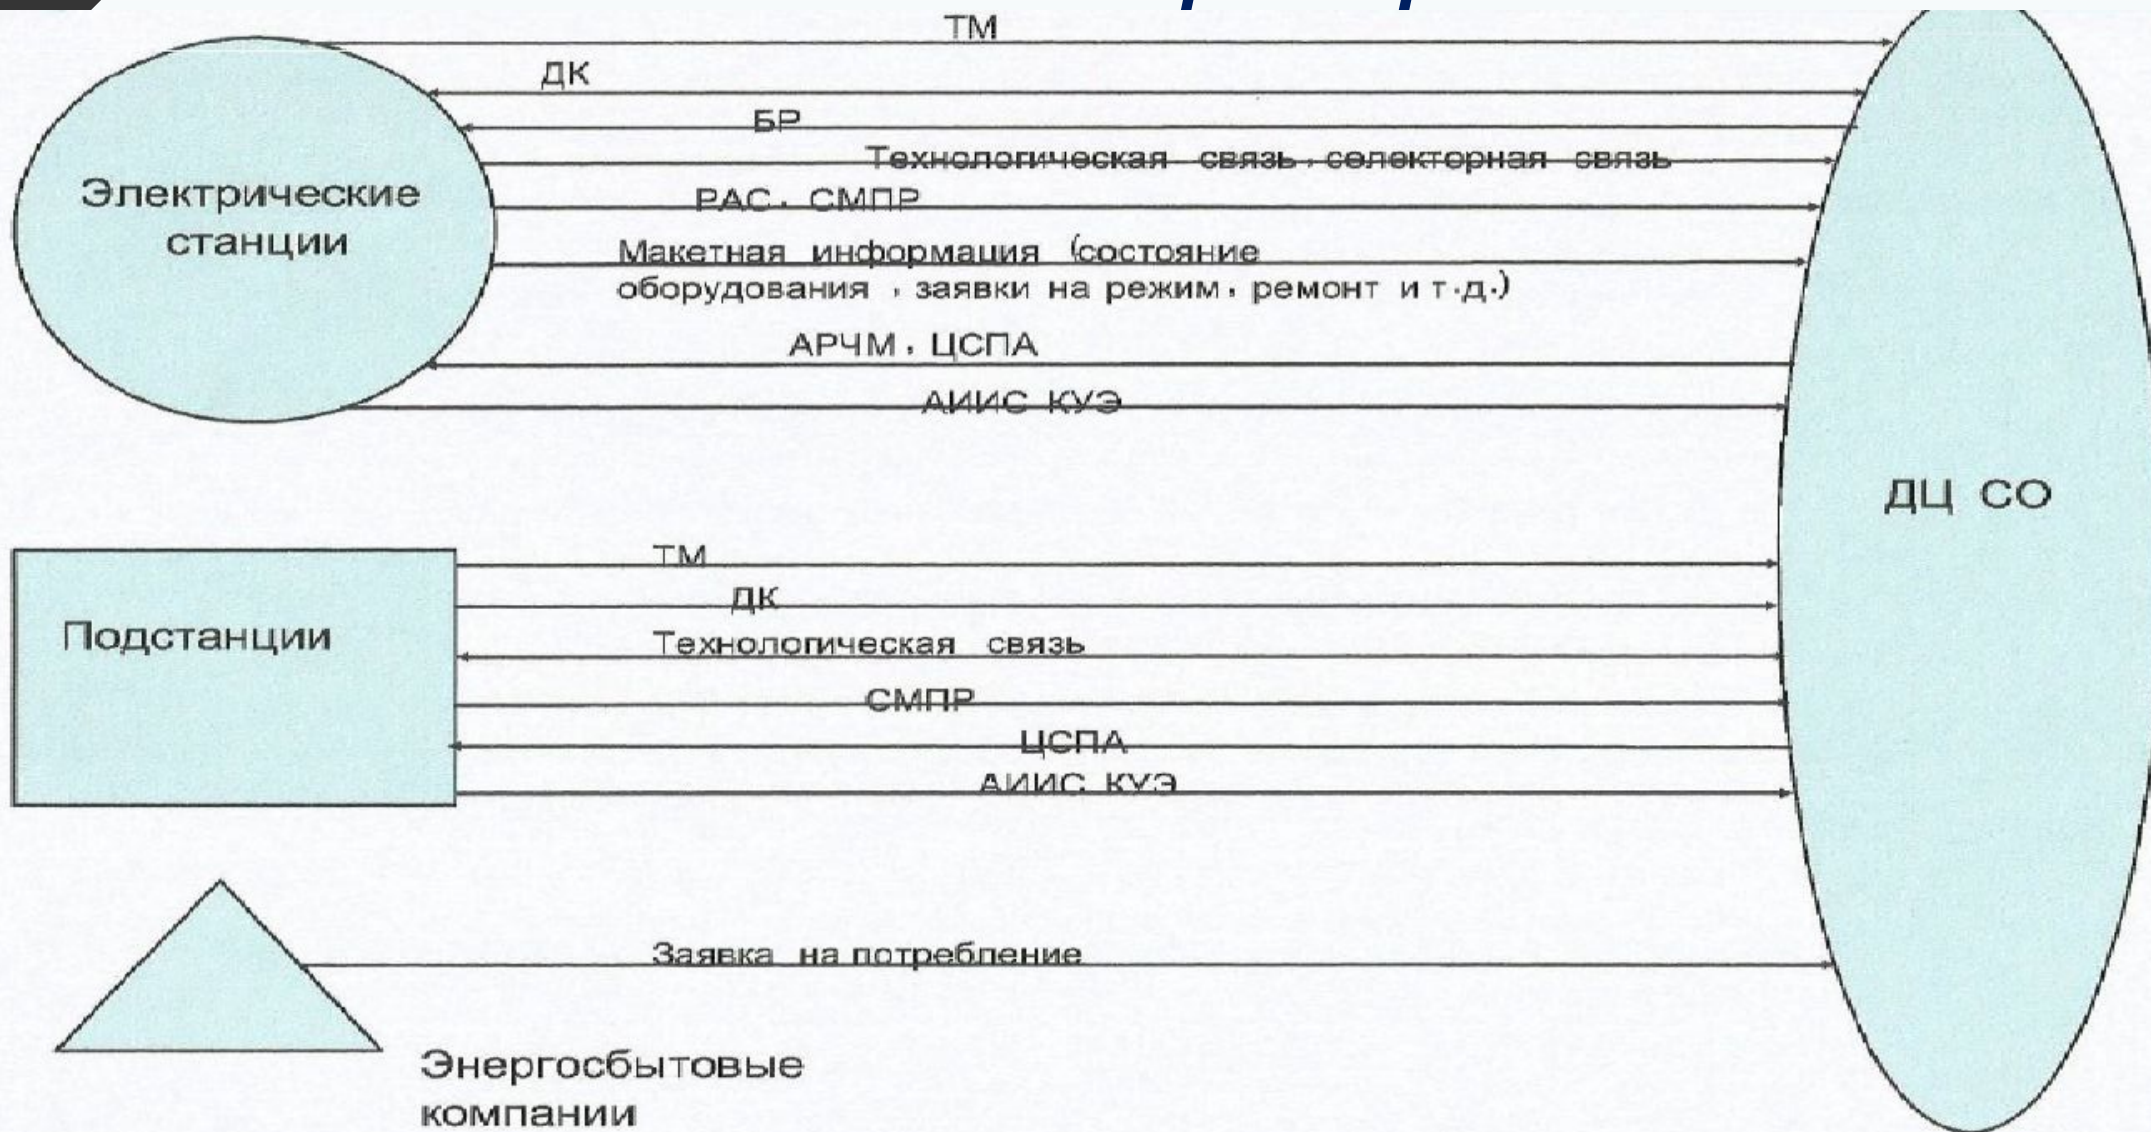 ТМ
ДК
БР
Технологическая связь, селекторная связь
РАС, СМПР
Электрические
станции
Макетная информация (состояние
оборудования, заявки на режим, ремонт и т.д.)
АРЧМ, ЦСПА
АИИС КУЭ
ДЦ СО
ТМ
ДК
Подстанции
Технологическая связь
СМПР
ЦСПА
АИИС КУЭ
Заявка на потребление
Энергосбытовые
компании